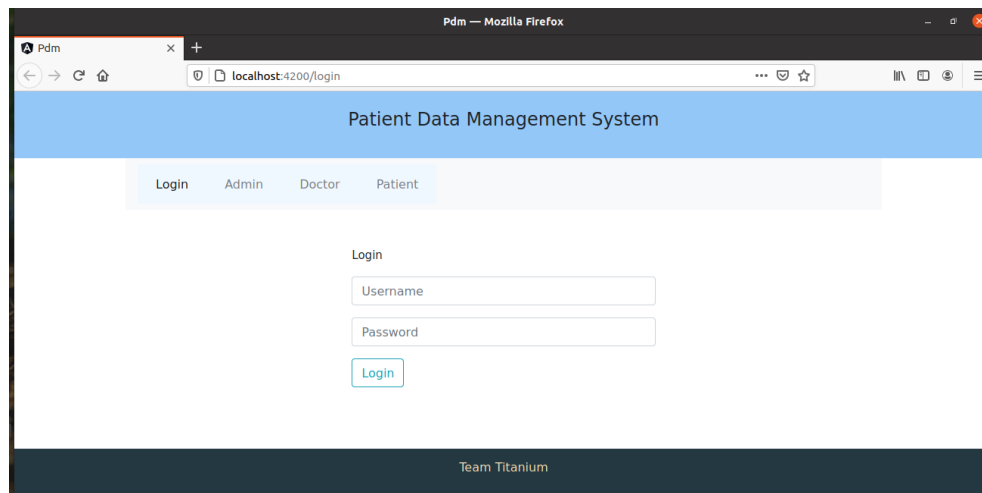 Pdm — Mozilla Firefox
Pdm
localhost:4200/login
Patient Data Management System
Login Admin Doctor Patient
Login
Username
Password
Login
Team Titanium